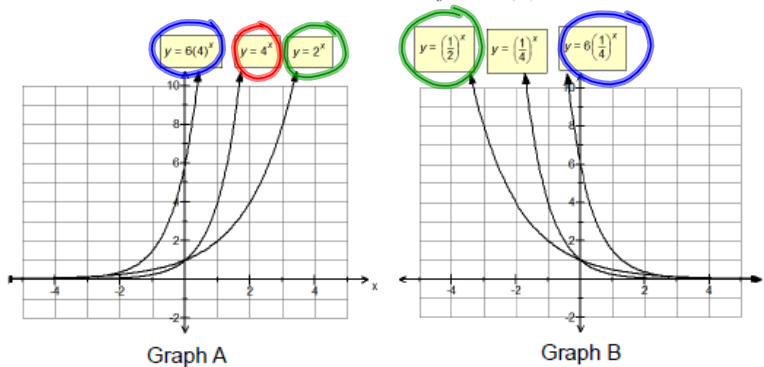 y = 6(4)^x y = 4^x y = 2^x
10
8
6
4
2
-4 -2 2 4 x
-2
Graph A
y = (1/2)^x y = (1/4)^x y = 6(1/4)^x
10
8
6
4
2
-4 -2 2 4
-2
Graph B